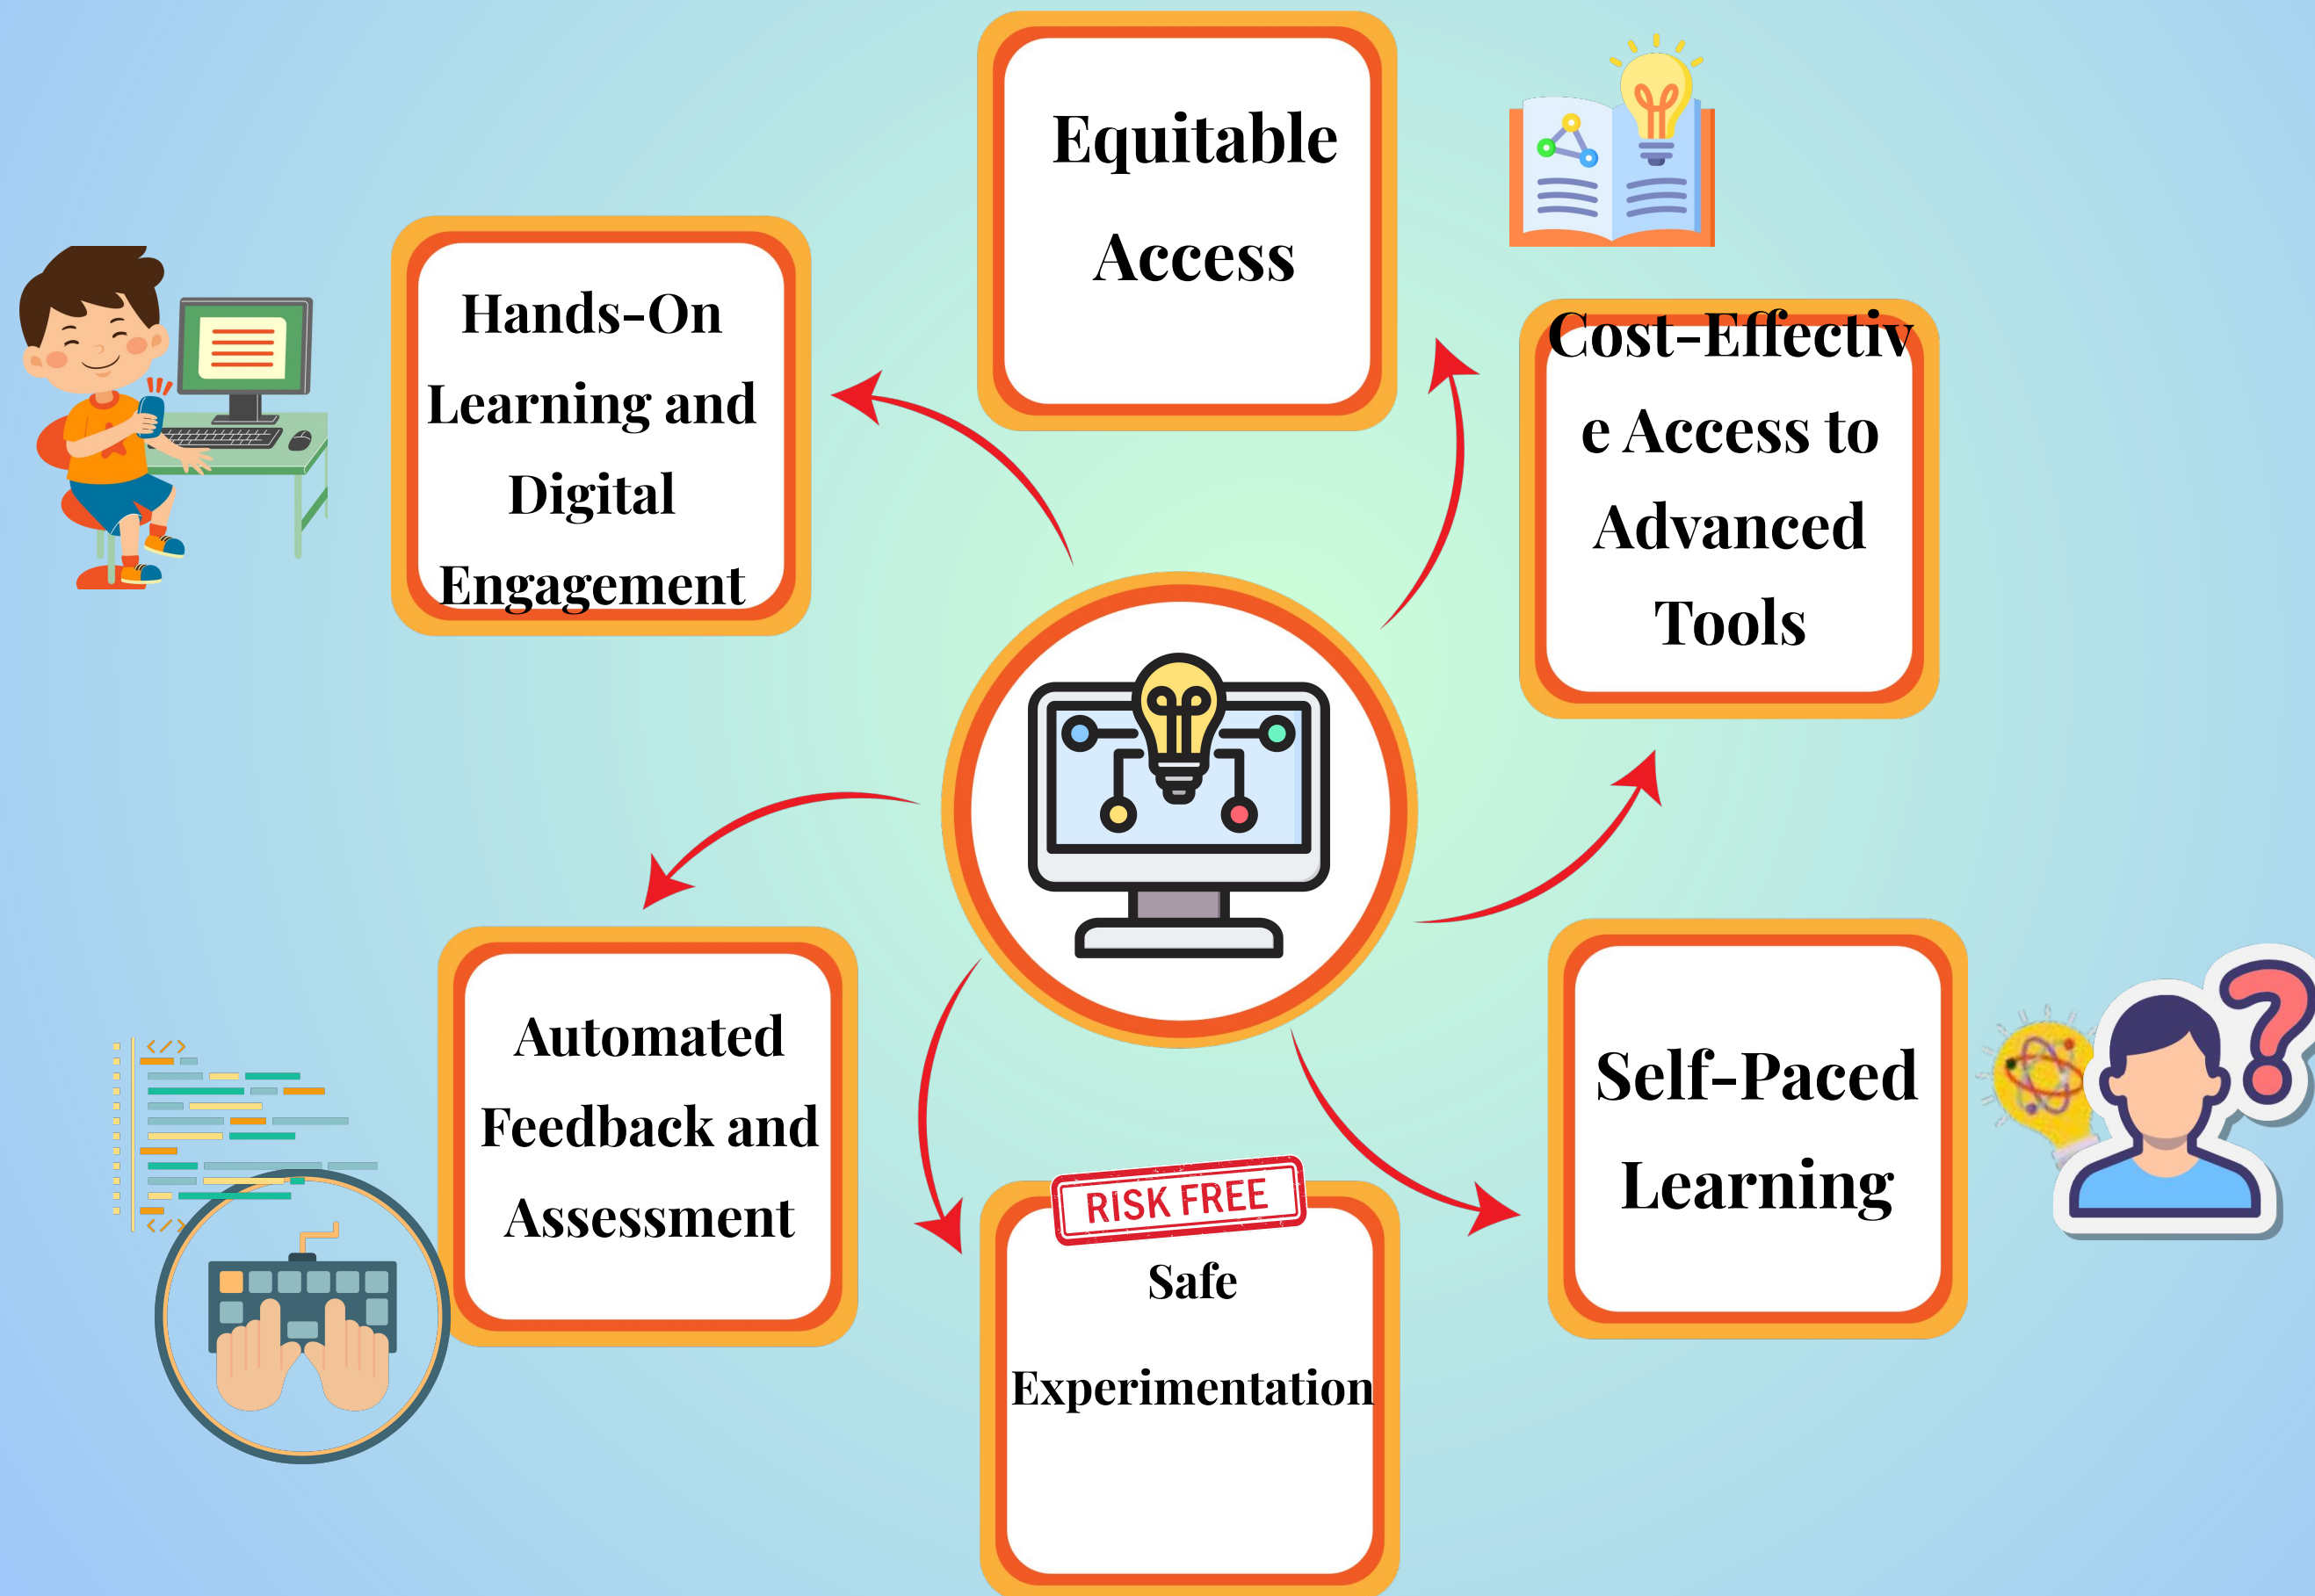 Equitable
Access
Hands-On
Learning and
Digital
Engagement
Cost-Effectiv
e Access to
Advanced
Tools
Automated
Feedback and
Assessment
Self-Paced
Learning
RISK FREE
Safe
Experimentation